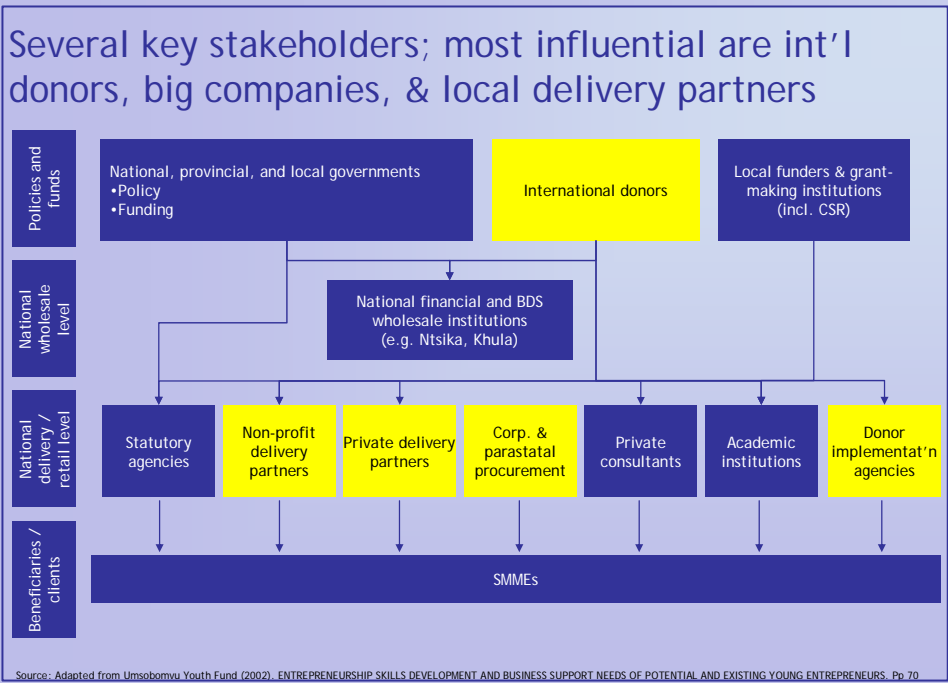 Several key stakeholders; most influential are int'l
donors, big companies, & local delivery partners
Policies and
funds
National, provincial, and local governments
•Policy
•Funding
International donors
Local funders & grant-
making institutions
(incl. CSR)
National
wholesale
level
National financial and BDS
wholesale institutions
(e.g. Ntsika, Khula)
National
delivery /
retail level
Statutory
agencies
Non-profit
delivery
partners
Private delivery
partners
Corp. &
parastatal
procurement
Private
consultants
Academic
institutions
Donor
implementat'n
agencies
Beneficiaries /
clients
SMMEs
Source: Adapted from Umsobomvu Youth Fund (2002). ENTREPRENEURSHIP SKILLS DEVELOPMENT AND BUSINESS SUPPORT NEEDS OF POTENTIAL AND EXISTING YOUNG ENTREPRENEURS. Pp 70